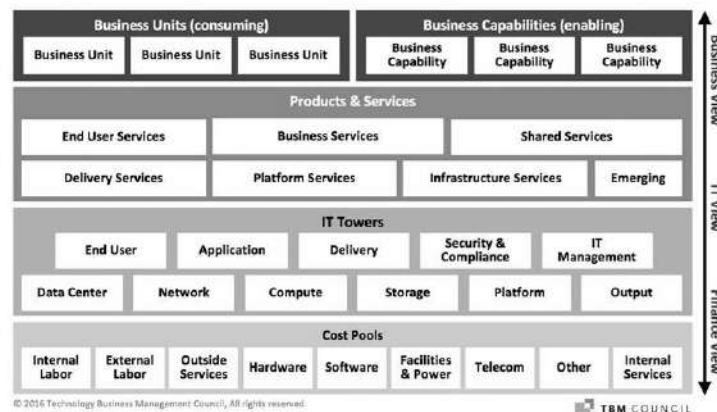 Business Units (consuming)
Business Unit
Business Unit
Business Unit
Business Capabilities (enabling)
Business
Capability
Business
Capability
Business
Capability
Products & Services
End User Services
Business Services
Shared Services
Delivery Services
Platform Services
Infrastructure Services
Emerging
IT Towers
End User
Application
Delivery
Security &
Compliance
IT
Management
Data Center
Network
Compute
Storage
Platform
Output
Cost Pools
Internal
Labor
External
Labor
Outside
Services
Hardware
Software
Facilities
& Power
Telecom
Other
Internal
Services
Business View
IT View
Finance View
© 2016 Technology Business Management Council, All rights reserved.
TBM COUNCIL